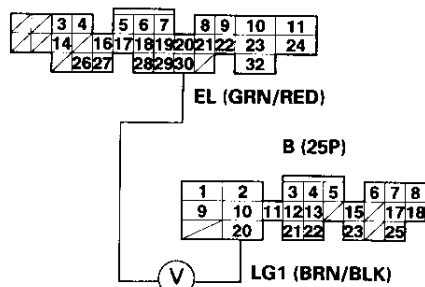 3 4 5 6 7 8 9 10 11
14 16 17 18 19 20 21 22 23 24
26 27 28 29 30 32
EL (GRN/RED)
B (25P)
1 2 3 4 5 6 7 8
9 10 11 12 13 15 17 18
20 21 22 23 25
V
LG1 (BRN/BLK)